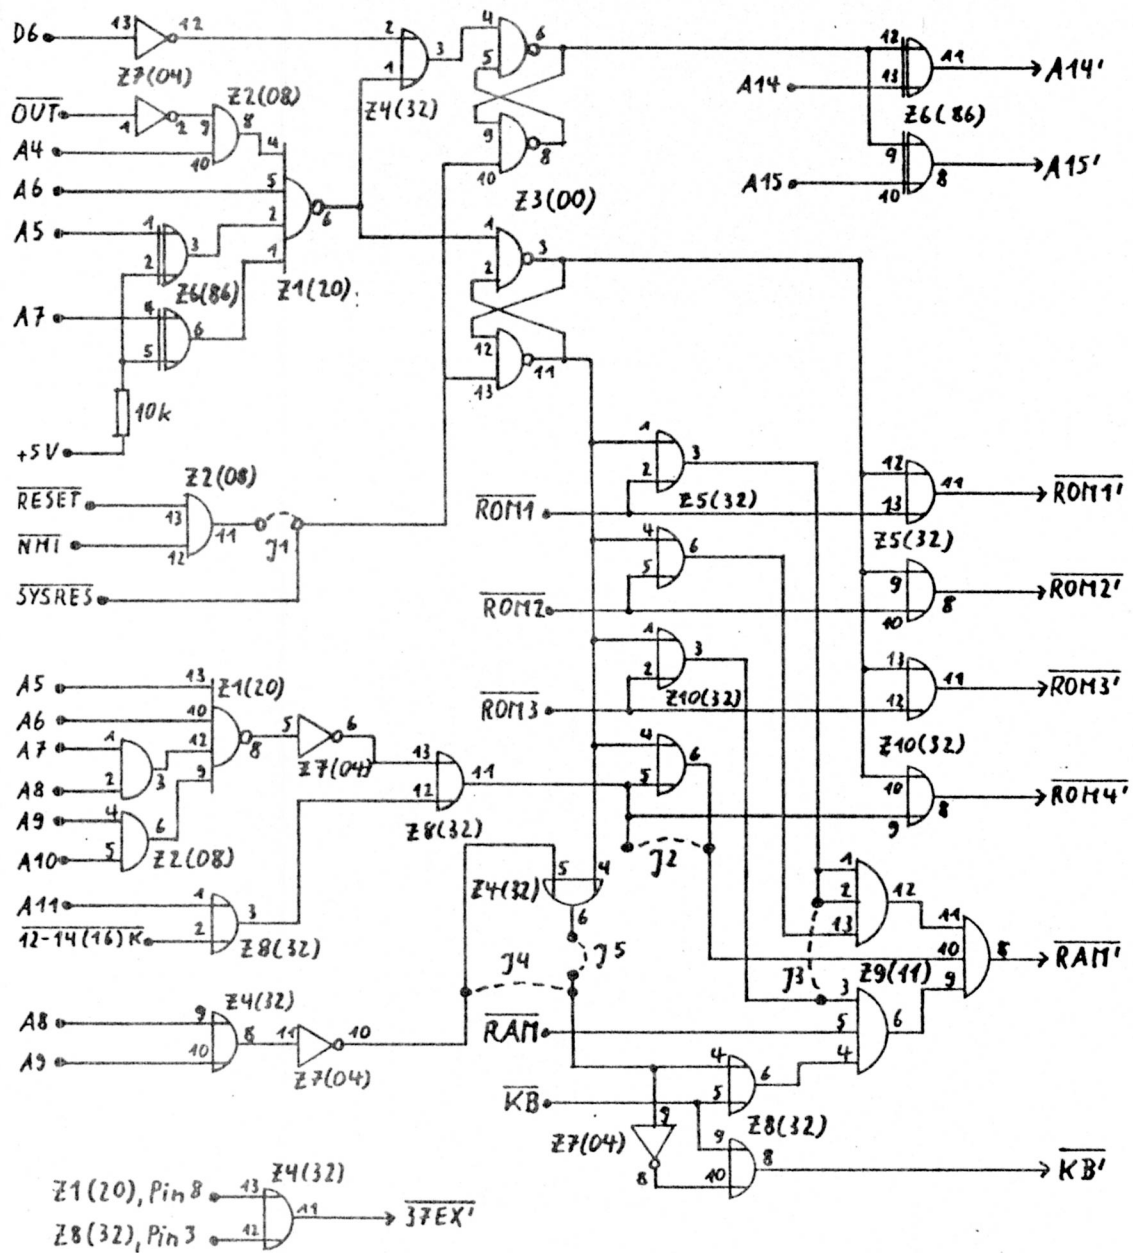 D6 13 12 2 1 3 4 5 6 12 13 11 A14'
Z7(04) Z4(32) A14 Z6(86)
OUT 1 2 9 10 8 Z2(08) 9 10 8
A4 4 9 10 8 A15 A15'
A6 5 6 Z3(00)
A5 1 2 3 2 1 Z1(20) 1 2 3
Z6(86)
A7 4 5 6 12 13 11
10k
+5V
Z2(08) 1 2 3 12 13 11
RESET 13 12 11 J1 ROM1 Z5(32) ROM1'
NMI 4 5 6 Z5(32)
SYSRES ROM2 9 10 8 ROM2'
1 2 3 13 12 11
A5 13 Z1(20) ROM3 Z10(32) ROM3'
A6 10 8 5 6 4 5 6 Z10(32)
A7 1 2 3 12 Z7(04) 13 12 11 10 9 8 ROM4'
A8 9 Z8(32)
A9 4 5 6 J2
A10 Z2(08) Z4(32) 5 4 6 1 2 13 12
A11 1 2 3 11 10 9 8 RAM'
12-14(16)K Z8(32) J4 J5 J3 Z9(11)
A8 9 10 8 Z4(32) 11 10 RAM 3 5 4 6
A9 Z7(04) 4 5 6
KB Z8(32)
Z7(04) 9 8 9 10 8 KB'
Z1(20), Pin 8 13 Z4(32)
11 37EX'
Z8(32), Pin 3 12